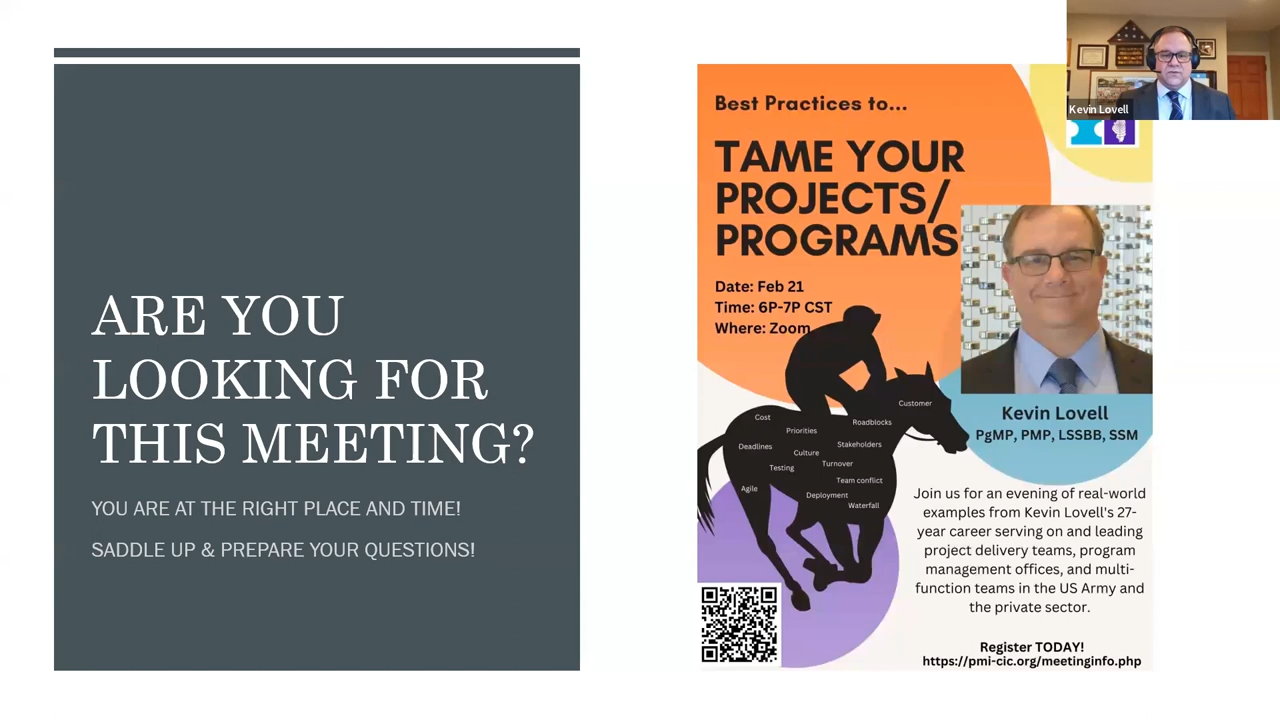 ARE YOU
LOOKING FOR
THIS MEETING?
YOU ARE AT THE RIGHT PLACE AND TIME!
SADDLE UP & PREPARE YOUR QUESTIONS!
Kevin Lovell
Best Practices to...
TAME YOUR
PROJECTS/
PROGRAMS
Date: Feb 21
Time: 6P-7P CST
Where: Zoom
Customer
Cost
Roadblocks
Priorities
Deadlines
Stakeholders
Culture
Testing
Turnover
Team conflict
Agile
Deployment
Waterfall
Kevin Lovell
PgMP, PMP, LSSBB, SSM
Join us for an evening of real-world
examples from Kevin Lovell's 27-
year career serving on and leading
project delivery teams, program
management offices, and multi-
function teams in the US Army and
the private sector.
Register TODAY!
https://pmi-cic.org/meetinginfo.php